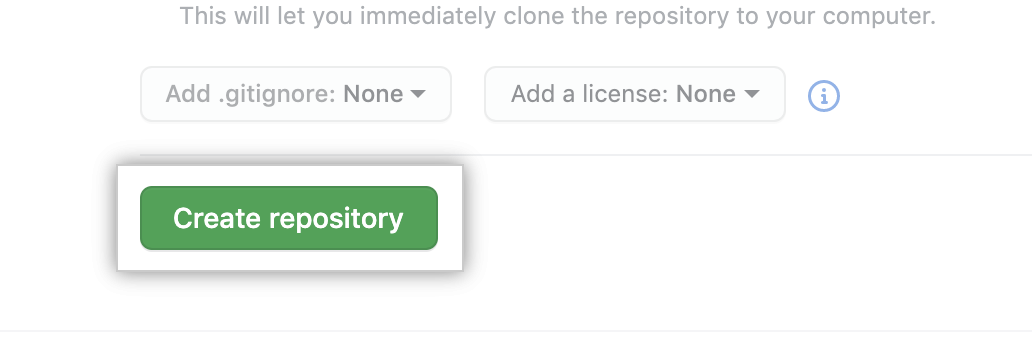 This will let you immediately clone the repository to your computer.
Add .gitignore: None Add a license: None
Create repository